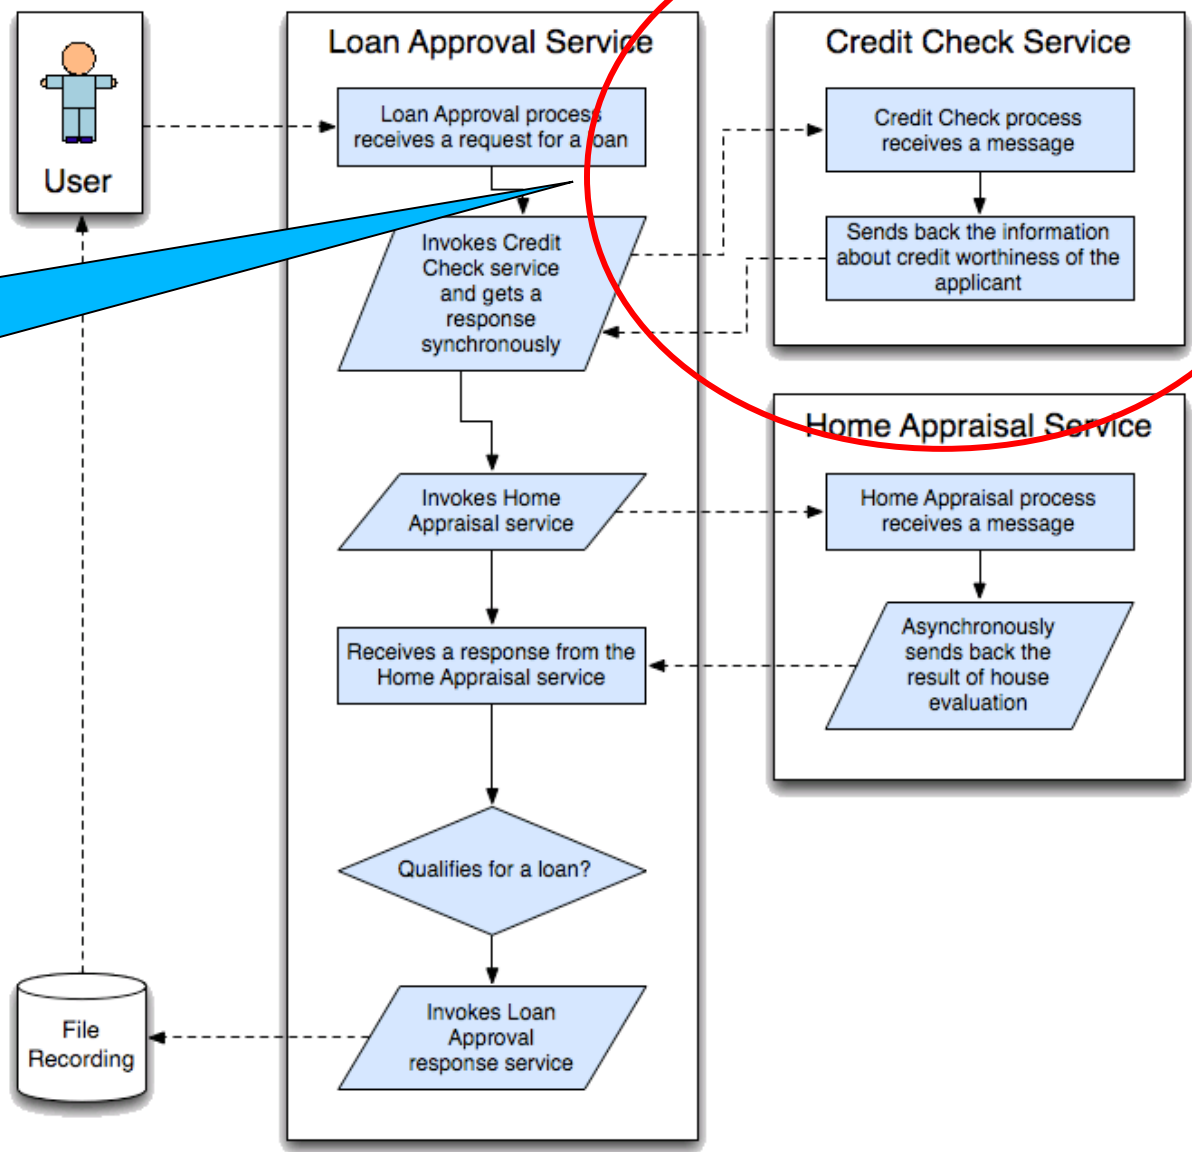 User
Loan Approval Service
Loan Approval process
receives a request for a loan
Invokes Credit
Check service
and gets a
response
synchronously
Invokes Home
Appraisal service
Receives a response from the
Home Appraisal service
Qualifies for a loan?
Invokes Loan
Approval
response service
File
Recording
Credit Check Service
Credit Check process
receives a message
Sends back the information
about credit worthiness of the
applicant
Home Appraisal Service
Home Appraisal process
receives a message
Asynchronously
sends back the
result of house
evaluation